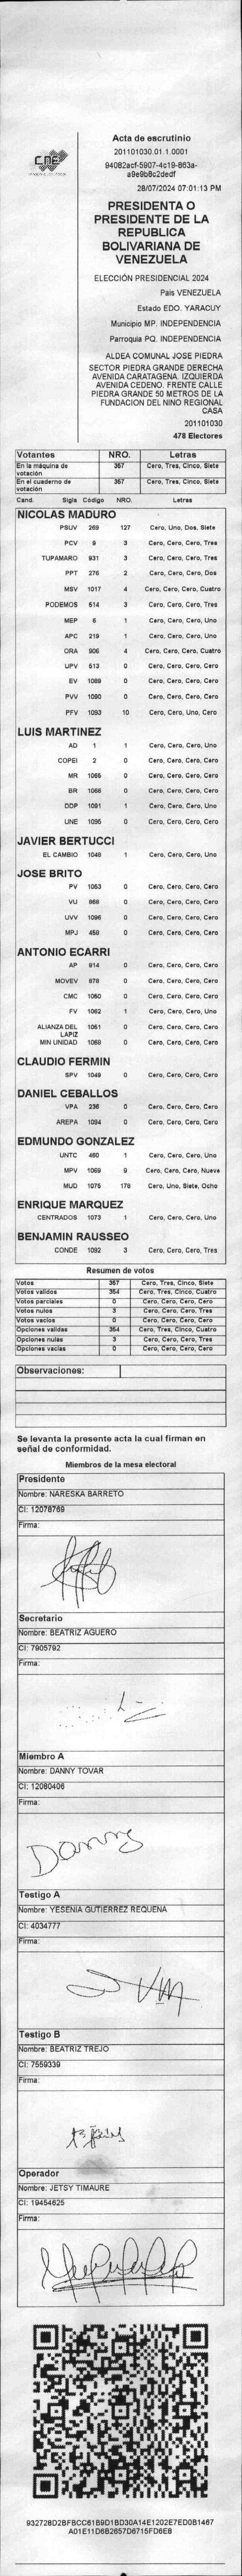 CNE
Acta de escrutinio
201101030.01.1.0001
94082acf-5907-4c19-863a-
a9e9b8c2dedf
28/07/2024 07:01:13 PM
PRESIDENTA O
PRESIDENTE DE LA
REPUBLICA
BOLIVARIANA DE
VENEZUELA
ELECCIÓN PRESIDENCIAL 2024
País VENEZUELA
Estado EDO. YARACUY
Municipio MP. INDEPENDENCIA
Parroquia PQ. INDEPENDENCIA
ALDEA COMUNAL JOSE PIEDRA
SECTOR PIEDRA GRANDE DERECHA
AVENIDA CARATAGENA. IZQUIERDA
AVENIDA CEDENO. FRENTE CALLE
PIEDRA GRANDE 50 METROS DE LA
FUNDACION DEL NINO REGIONAL
CASA
201101030
478 Electores
Votantes NRO. Letras
En la máquina de votación 357 Cero, Tres, Cinco, Siete
En el cuaderno de votación 357 Cero, Tres, Cinco, Siete
Cand. Sigla Código NRO. Letras
NICOLAS MADURO
PSUV 269 127 Cero, Uno, Dos, Siete
PCV 9 3 Cero, Cero, Cero, Tres
TUPAMARO 931 3 Cero, Cero, Cero, Tres
PPT 276 2 Cero, Cero, Cero, Dos
MSV 1017 4 Cero, Cero, Cero, Cuatro
PODEMOS 514 3 Cero, Cero, Cero, Tres
MEP 6 1 Cero, Cero, Cero, Uno
APC 219 1 Cero, Cero, Cero, Uno
ORA 906 4 Cero, Cero, Cero, Cuatro
UPV 513 0 Cero, Cero, Cero, Cero
EV 1089 0 Cero, Cero, Cero, Cero
PVV 1090 0 Cero, Cero, Cero, Cero
PFV 1093 10 Cero, Cero, Uno, Cero
LUIS MARTINEZ
AD 1 1 Cero, Cero, Cero, Uno
COPEI 2 0 Cero, Cero, Cero, Cero
MR 1065 0 Cero, Cero, Cero, Cero
BR 1066 0 Cero, Cero, Cero, Cero
DDP 1091 1 Cero, Cero, Cero, Uno
UNE 1095 0 Cero, Cero, Cero, Cero
JAVIER BERTUCCI
EL CAMBIO 1048 1 Cero, Cero, Cero, Uno
JOSE BRITO
PV 1053 0 Cero, Cero, Cero, Cero
VU 868 0 Cero, Cero, Cero, Cero
UVV 1096 0 Cero, Cero, Cero, Cero
MPJ 459 0 Cero, Cero, Cero, Cero
ANTONIO ECARRI
AP 914 0 Cero, Cero, Cero, Cero
MOVEV 978 0 Cero, Cero, Cero, Cero
CMC 1050 0 Cero, Cero, Cero, Cero
FV 1062 1 Cero, Cero, Cero, Uno
ALIANZA DEL LAPIZ 1051 0 Cero, Cero, Cero, Cero
MIN UNIDAD 1069 0 Cero, Cero, Cero, Cero
CLAUDIO FERMIN
SPV 1049 0 Cero, Cero, Cero, Cero
DANIEL CEBALLOS
VPA 236 0 Cero, Cero, Cero, Cero
AREPA 1094 0 Cero, Cero, Cero, Cero
EDMUNDO GONZALEZ
UNTC 460 1 Cero, Cero, Cero, Uno
MPV 1069 9 Cero, Cero, Cero, Nueve
MUD 1075 178 Cero, Uno, Siete, Ocho
ENRIQUE MARQUEZ
CENTRADOS 1073 1 Cero, Cero, Cero, Uno
BENJAMIN RAUSSEO
CONDE 1092 3 Cero, Cero, Cero, Tres
Resumen de votos
Votos 357 Cero, Tres, Cinco, Siete
Votos validos 354 Cero, Tres, Cinco, Cuatro
Votos parciales 0 Cero, Cero, Cero, Cero
Votos nulos 3 Cero, Cero, Cero, Tres
Votos vacios 0 Cero, Cero, Cero, Cero
Opciones validas 354 Cero, Tres, Cinco, Cuatro
Opciones nulas 3 Cero, Cero, Cero, Tres
Opciones vacias 0 Cero, Cero, Cero, Cero
Observaciones:
Se levanta la presente acta la cual firman en
señal de conformidad.
Miembros de la mesa electoral
Presidente
Nombre: NARESKA BARRETO
CI: 12078769
Firma:
Secretario
Nombre: BEATRIZ AGUERO
CI: 7905792
Firma:
Miembro A
Nombre: DANNY TOVAR
CI: 12080406
Firma:
Danny
Testigo A
Nombre: YESENIA GUTIERREZ REQUENA
CI: 4034777
Firma:
Testigo B
Nombre: BEATRIZ TREJO
CI: 7559339
Firma:
Operador
Nombre: JETSY TIMAURE
CI: 19454625
Firma:
932728D2BFBCC61B9D1BD30A14E1202E7ED0B1467
A01E11D6B2657D6715FD6E8